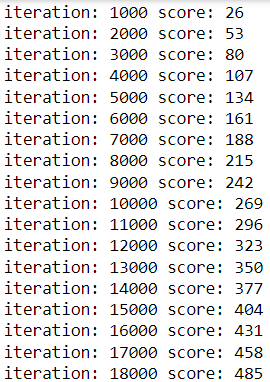 iteration: 1000 score: 26
iteration: 2000 score: 53
iteration: 3000 score: 80
iteration: 4000 score: 107
iteration: 5000 score: 134
iteration: 6000 score: 161
iteration: 7000 score: 188
iteration: 8000 score: 215
iteration: 9000 score: 242
iteration: 10000 score: 269
iteration: 11000 score: 296
iteration: 12000 score: 323
iteration: 13000 score: 350
iteration: 14000 score: 377
iteration: 15000 score: 404
iteration: 16000 score: 431
iteration: 17000 score: 458
iteration: 18000 score: 485